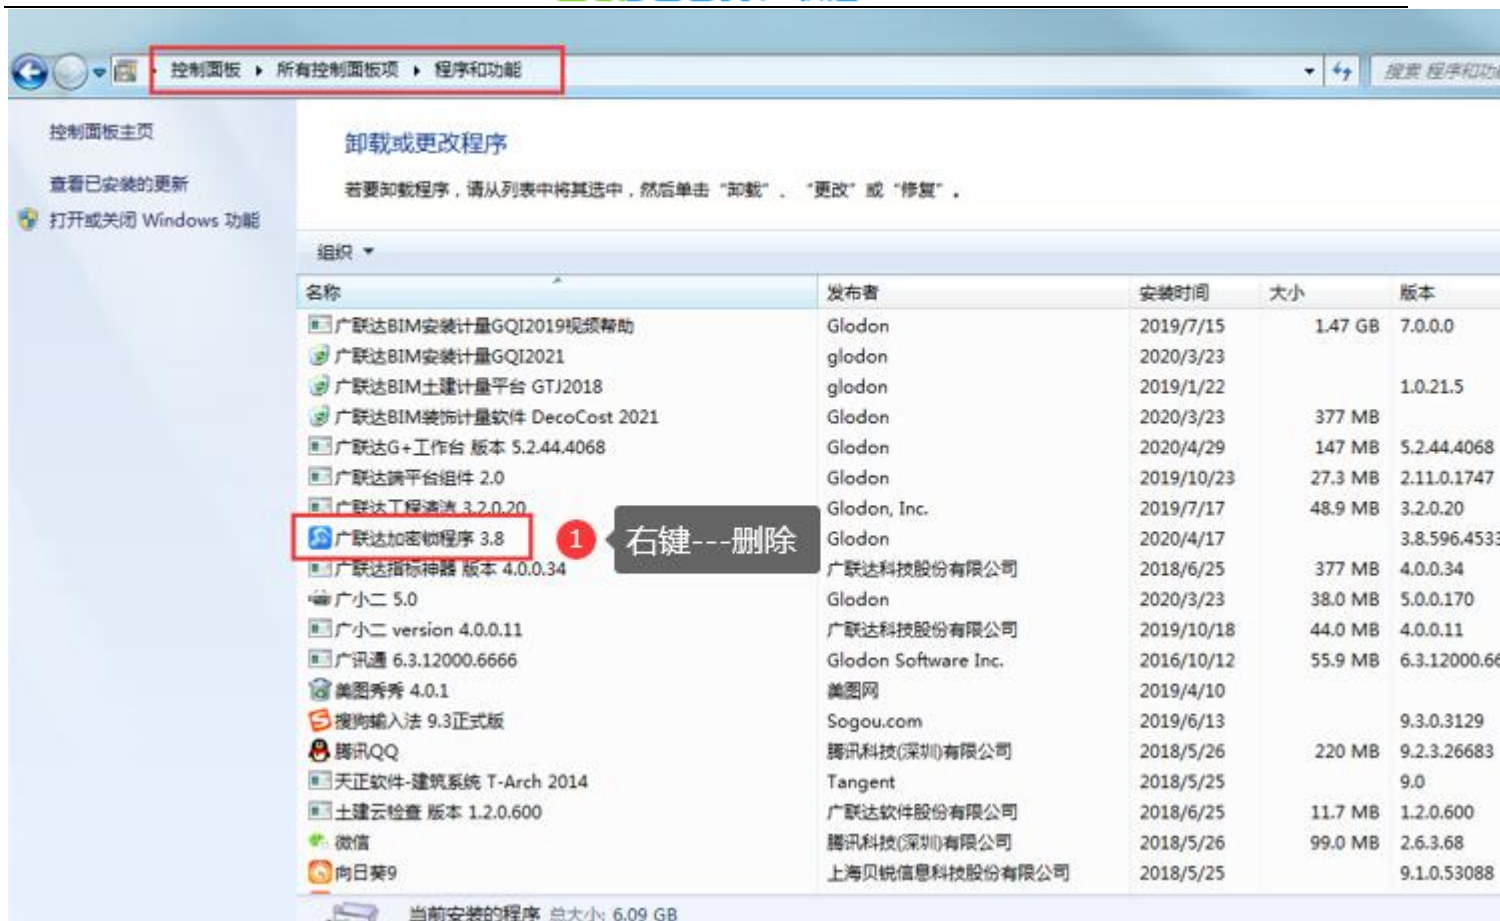 控制面板 ▸ 所有控制面板项 ▸ 程序和功能
搜索 程序和功
控制面板主页
查看已安装的更新
打开或关闭 Windows 功能
卸载或更改程序
若要卸载程序，请从列表中将其选中，然后单击“卸载”、“更改”或“修复”。
组织
名称 发布者 安装时间 大小 版本
广联达BIM安装计量GQI2019视频帮助 Glodon 2019/7/15 1.47 GB 7.0.0.0
广联达BIM安装计量GQI2021 glodon 2020/3/23
广联达BIM土建计量平台 GTJ2018 glodon 2019/1/22 1.0.21.5
广联达BIM装饰计量软件 DecoCost 2021 Glodon 2020/3/23 377 MB
广联达G+工作台 版本 5.2.44.4068 Glodon 2020/4/29 147 MB 5.2.44.4068
广联达端平台组件 2.0 Glodon 2019/10/23 27.3 MB 2.11.0.1747
广联达工程清洁 3.2.0.20 Glodon, Inc. 2019/7/17 48.9 MB 3.2.0.20
广联达加密锁程序 3.8 1 右键---删除 Glodon 2020/4/17 3.8.596.4533
广联达指标神器 版本 4.0.0.34 广联达科技股份有限公司 2018/6/25 377 MB 4.0.0.34
广小二 5.0 Glodon 2020/3/23 38.0 MB 5.0.0.170
广小二 version 4.0.0.11 广联达科技股份有限公司 2019/10/18 44.0 MB 4.0.0.11
广讯通 6.3.12000.6666 Glodon Software Inc. 2016/10/12 55.9 MB 6.3.12000.66
美图秀秀 4.0.1 美图网 2019/4/10
搜狗输入法 9.3正式版 Sogou.com 2019/6/13 9.3.0.3129
腾讯QQ 腾讯科技(深圳)有限公司 2018/5/26 220 MB 9.2.3.26683
天正软件-建筑系统 T-Arch 2014 Tangent 2018/5/25 9.0
土建云检查 版本 1.2.0.600 广联达软件股份有限公司 2018/6/25 11.7 MB 1.2.0.600
微信 腾讯科技(深圳)有限公司 2018/5/26 99.0 MB 2.6.3.68
向日葵9 上海贝锐信息科技股份有限公司 2018/5/25 9.1.0.53088
当前安装的程序 总大小: 6.09 GB